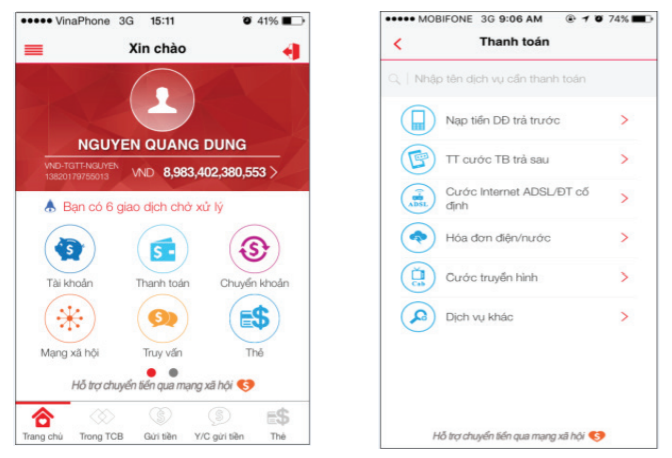 VinaPhone 3G 15:11 41%
Xin chào
NGUYEN QUANG DUNG
VND-TGTT-NGUYEN
13820179755013
VND 8,983,402,380,553 >
Bạn có 6 giao dịch chờ xử lý
Tài khoản Thanh toán Chuyển khoản
Mạng xã hội Truy vấn Thẻ
Hỗ trợ chuyển tiền qua mạng xã hội
Trang chủ Trong TCB Gửi tiền Y/C gửi tiền Thẻ
MOBIFONE 3G 9:06 AM 74%
Thanh toán
Nhập tên dịch vụ cần thanh toán
Nạp tiền DĐ trả trước
TT cước TB trả sau
ADSL
Cước Internet ADSL/ĐT cố
định
Hóa đơn điện/nước
Cab
Cước truyền hình
Dịch vụ khác
Hỗ trợ chuyển tiền qua mạng xã hội